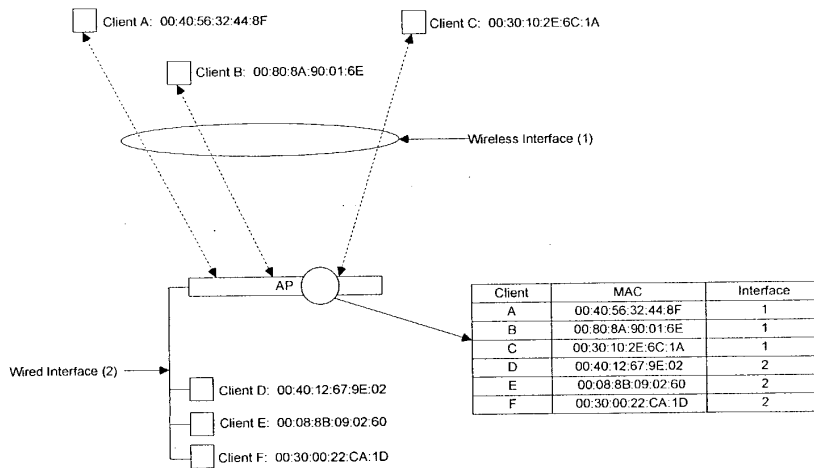 Client A: 00:40:56:32:44:8F
Client C: 00:30:10:2E:6C:1A
Client B: 00:80:8A:90:01:6E
Wireless Interface (1)
AP
Client MAC Interface
A 00:40:56:32:44:8F 1
B 00:80:8A:90:01:6E 1
C 00:30:10:2E:6C:1A 1
D 00:40:12:67:9E:02 2
E 00:08:8B:09:02:60 2
F 00:30:00:22:CA:1D 2
Wired Interface (2)
Client D: 00:40:12:67:9E:02
Client E: 00:08:8B:09:02:60
Client F: 00:30:00:22:CA:1D